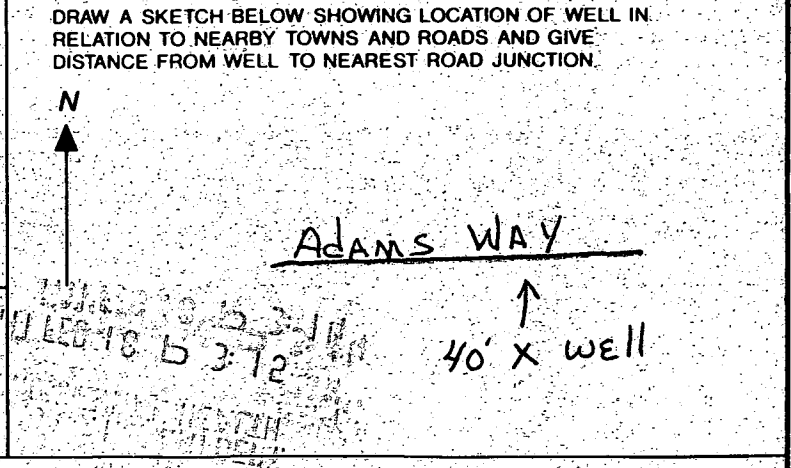 DRAW A SKETCH BELOW SHOWING LOCATION OF WELL IN
RELATION TO NEARBY TOWNS AND ROADS AND GIVE
DISTANCE FROM WELL TO NEAREST ROAD JUNCTION.
N
AdAMS WAY
40' X wEll